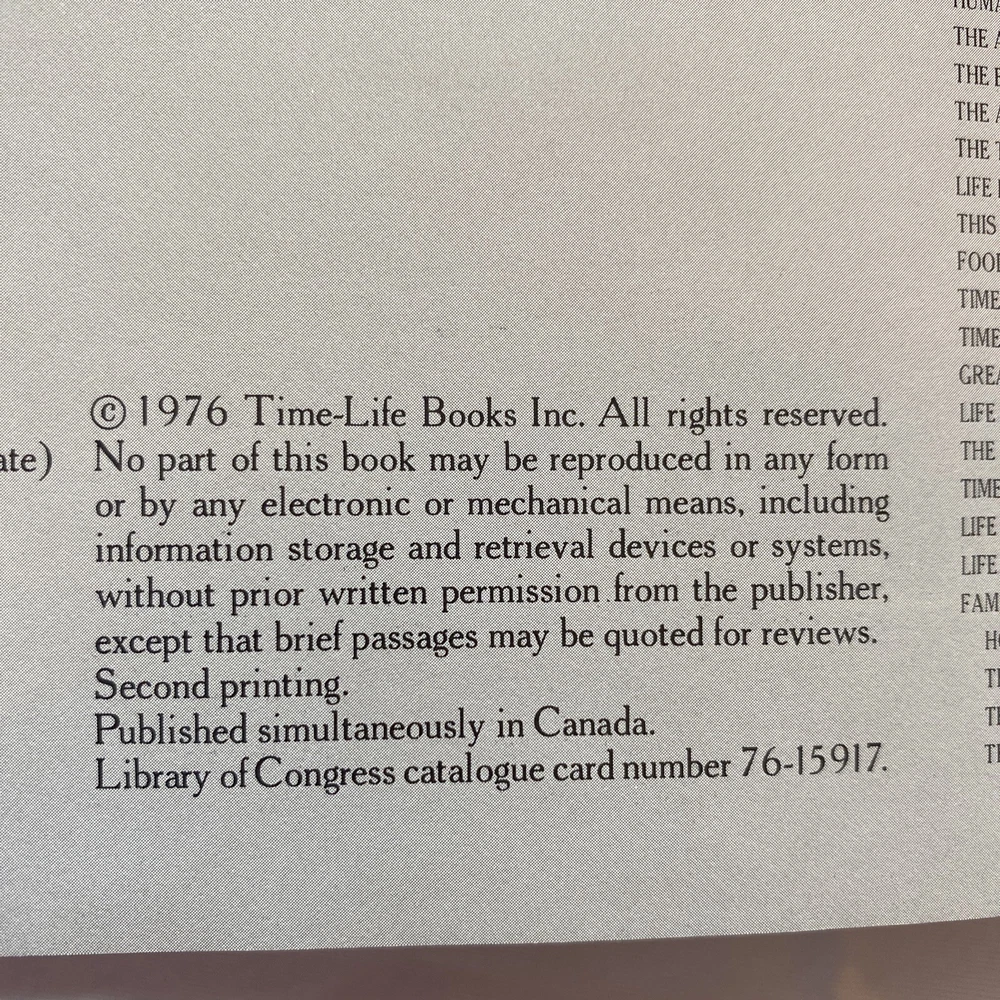 ate)
© 1976 Time-Life Books Inc. All rights reserved.
No part of this book may be reproduced in any form
or by any electronic or mechanical means, including
information storage and retrieval devices or systems,
without prior written permission from the publisher,
except that brief passages may be quoted for reviews.
Second printing.
Published simultaneously in Canada.
Library of Congress catalogue card number 76-15917.
THE
THE
THE
THE
LIFE
THIS
TIME
TIME
LIFE
THE
TIME
LIFE
LIFE